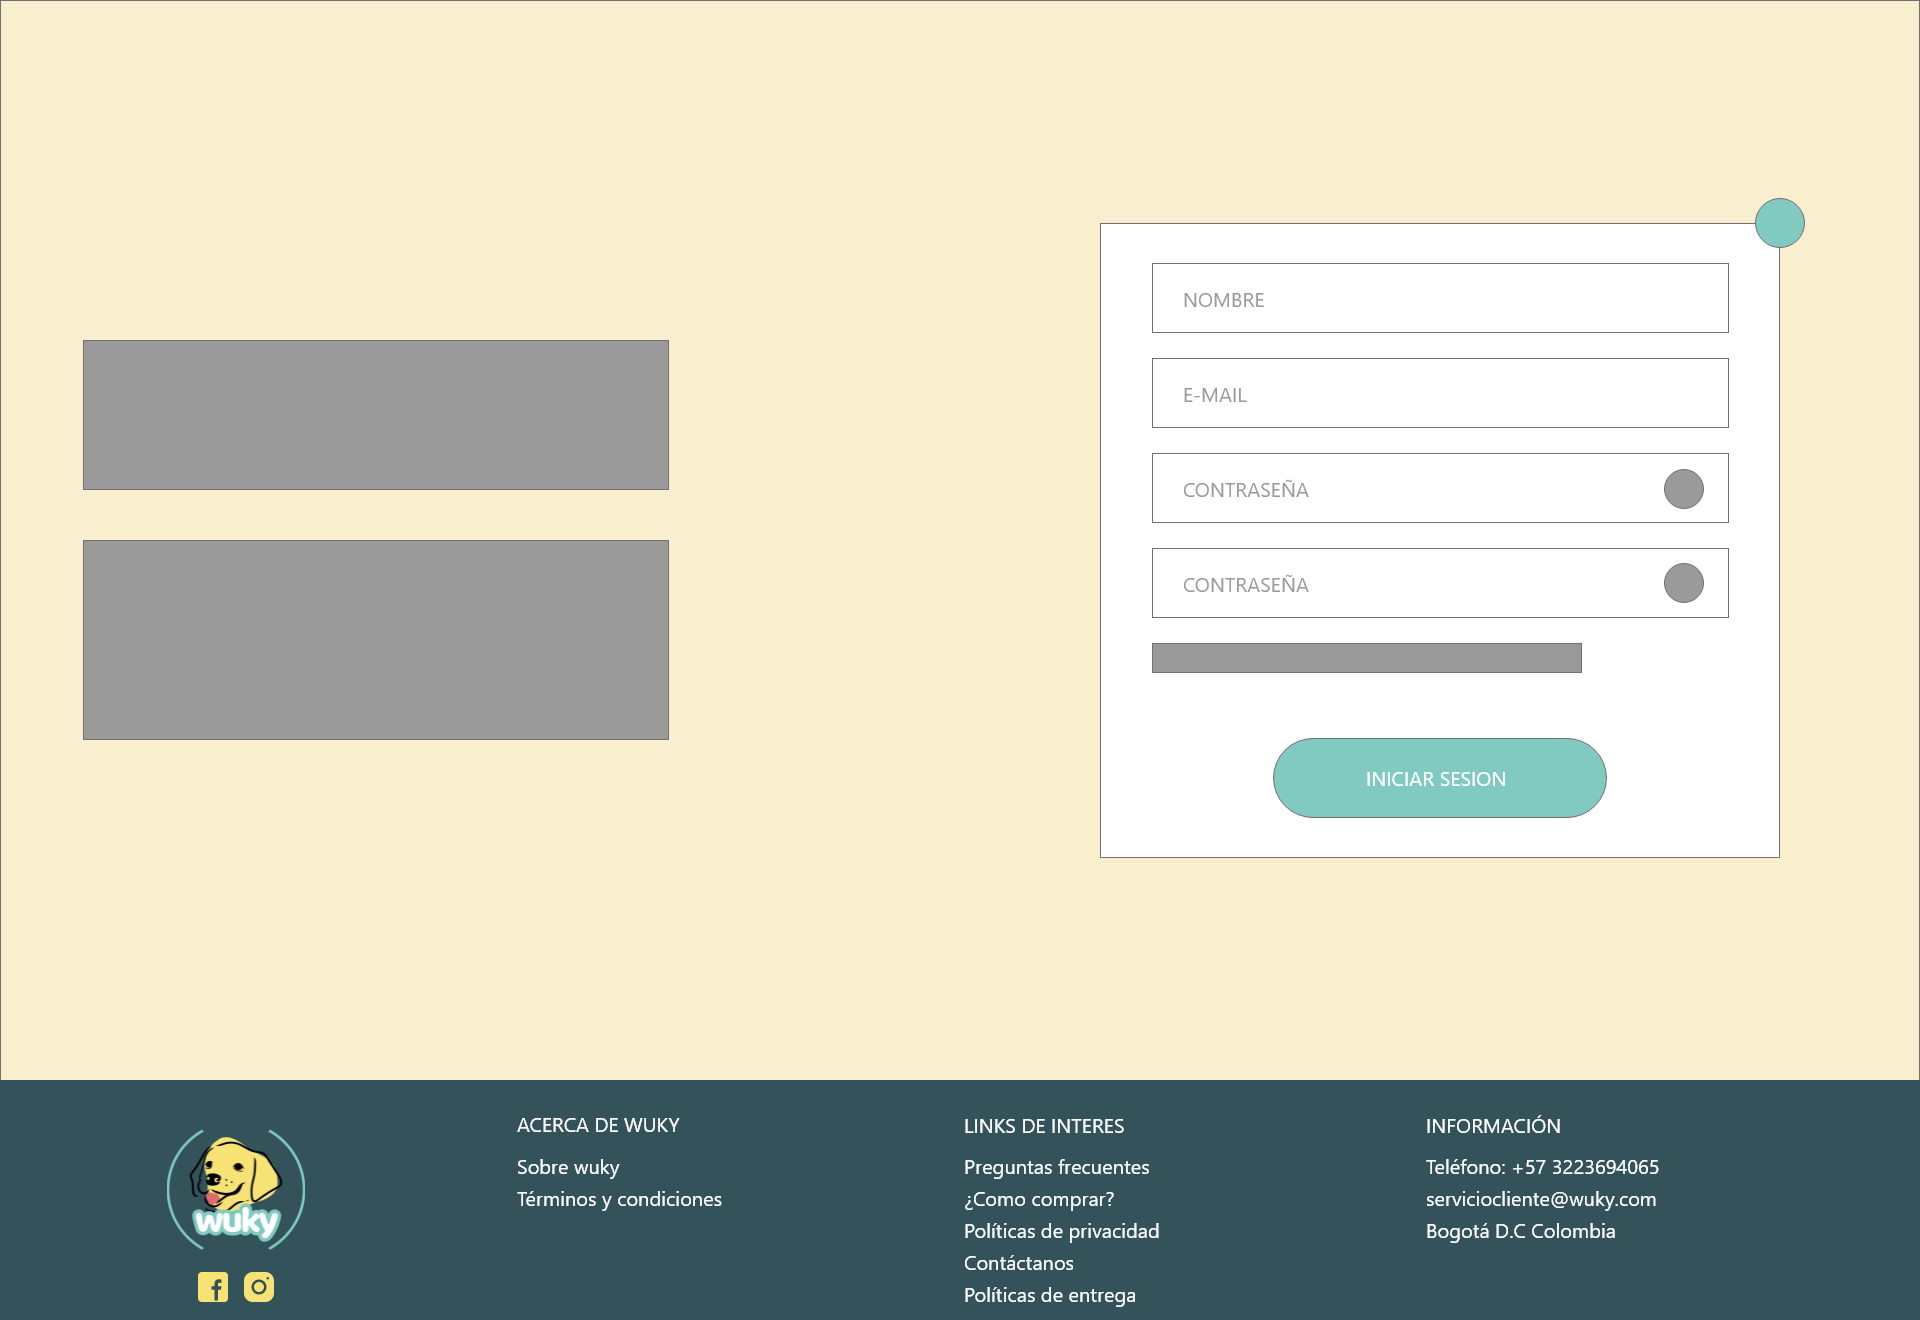 NOMBRE
E-MAIL
CONTRASEÑA
CONTRASEÑA
INICIAR SESION
wuky
ACERCA DE WUKY
Sobre wuky
Términos y condiciones
LINKS DE INTERES
Preguntas frecuentes
¿Como comprar?
Políticas de privacidad
Contáctanos
Políticas de entrega
INFORMACIÓN
Teléfono: +57 3223694065
serviciocliente@wuky.com
Bogotá D.C Colombia